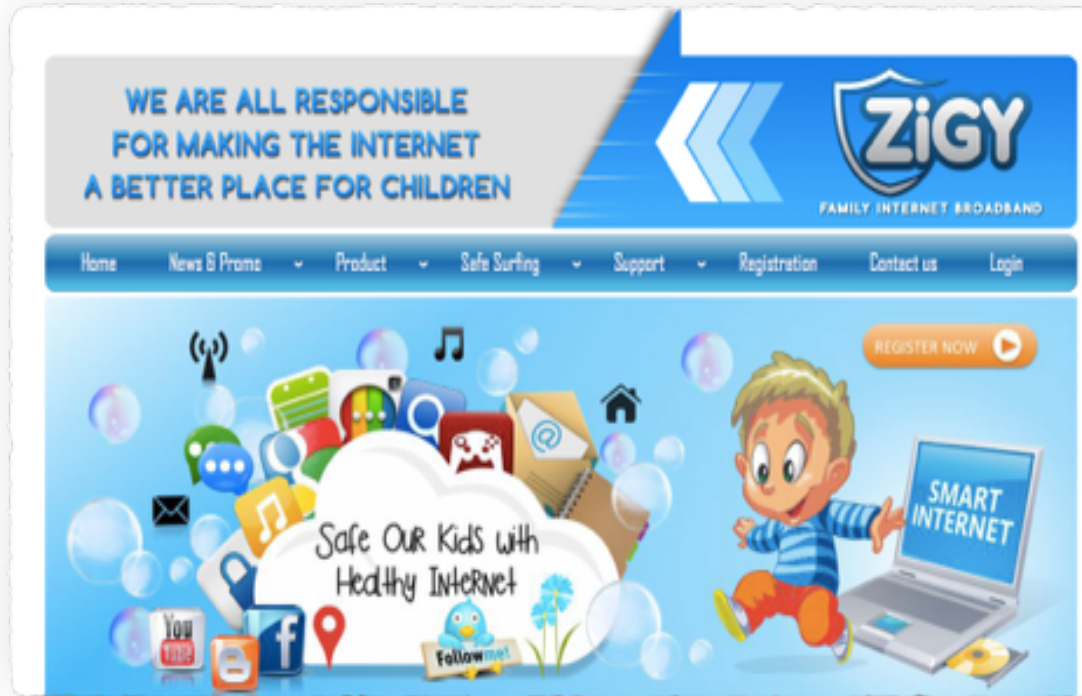 WE ARE ALL RESPONSIBLE
FOR MAKING THE INTERNET
A BETTER PLACE FOR CHILDREN
ZiGY
FAMILY INTERNET BROADBAND
Home News & Promo Product Safe Surfing Support Registration Contact us Login
REGISTER NOW
@
SMART
INTERNET
Safe OUR Kids with
Healthy INterNet
You
Tube
f
Follow me!